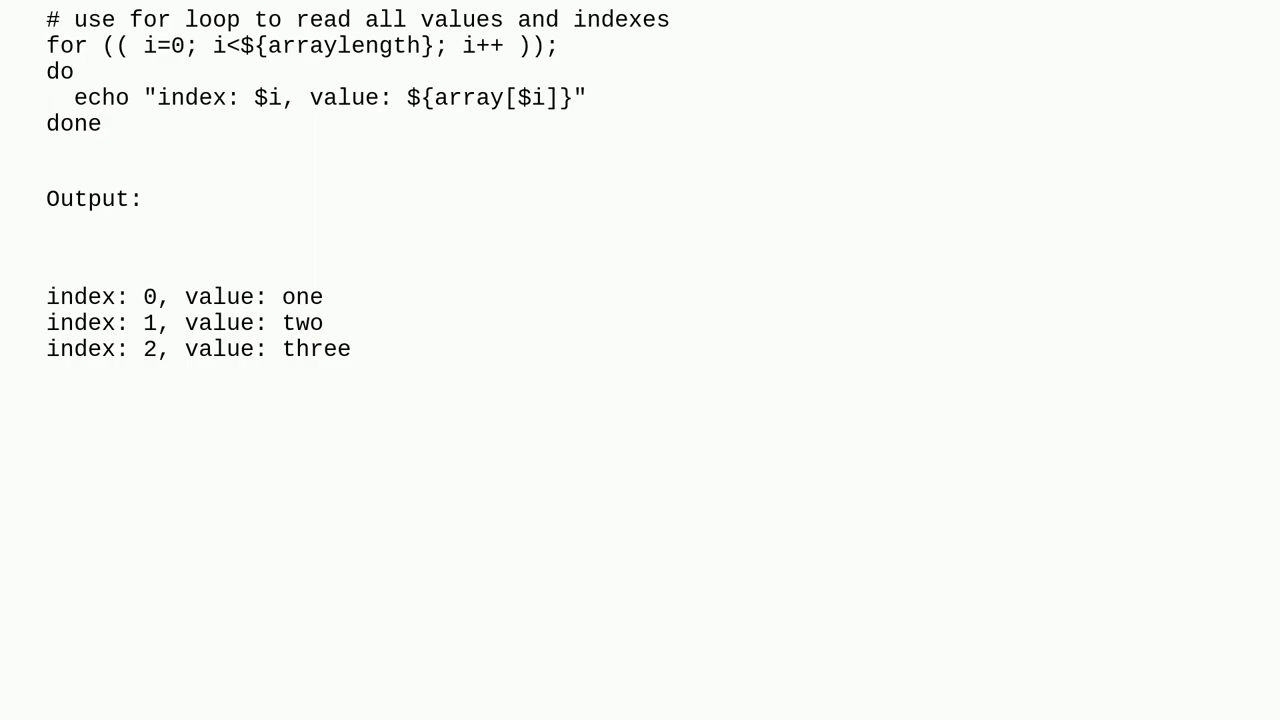 # use for loop to read all values and indexes
for (( i=0; i<${arraylength}; i++ ));
do
  echo "index: $i, value: ${array[$i]}"
done
Output:
index: 0, value: one
index: 1, value: two
index: 2, value: three